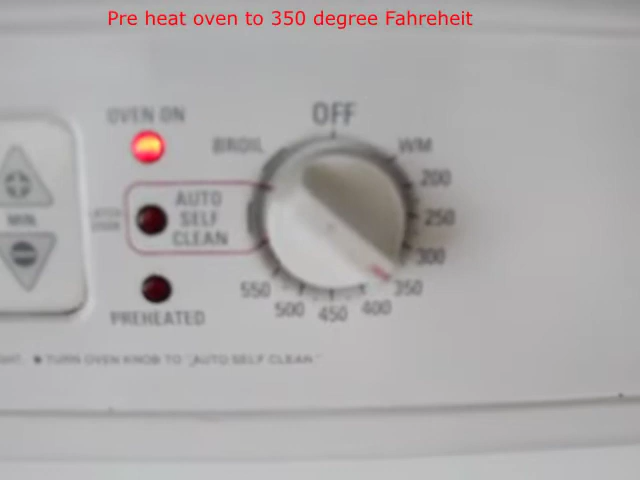 Pre heat oven to 350 degree Fahreheit
OVEN ON
OFF
BROIL
WM
200
250
300
350
400
450
500
550
AUTO
SELF
CLEAN
MIN
PREHEATED
TURN OVEN KNOB TO "AUTO SELF CLEAN"